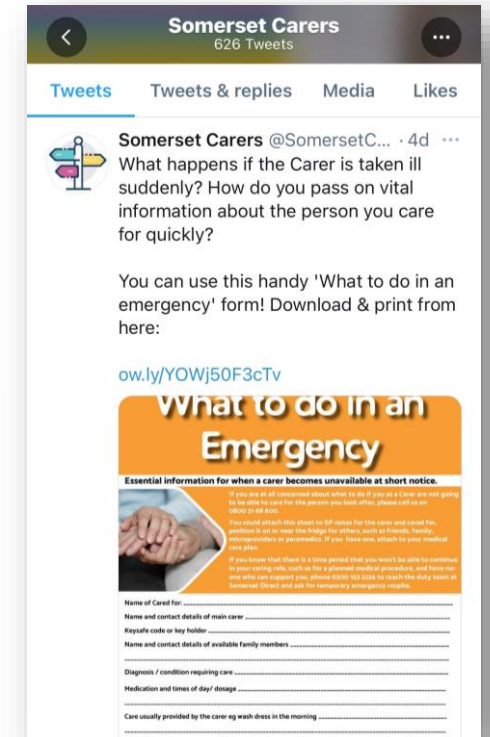 Somerset Carers
626 Tweets
Tweets Tweets & replies Media Likes
Somerset Carers @SomersetC... · 4d
What happens if the Carer is taken ill
suddenly? How do you pass on vital
information about the person you care
for quickly?
You can use this handy 'What to do in an
emergency' form! Download & print from
here:
ow.ly/YOWj50F3cTv
What to do in an
Emergency
Essential information for when a carer becomes unavailable at short notice.
If you are at all concerned about what to do if you as a Carer are not going
to be able to care for the person you look after, please call us on
0800 31 68 600.
You could attach this sheet to GP notes for the carer and cared for,
position it on or near the fridge for others, such as friends, family,
microproviders or paramedics. If you have one, attach to your medical
care plan.
If you know that there is a time period that you won't be able to continue
in your caring role, such as for a planned medical procedure, and have no-
one who can support you, phone 0300 123 2224 to reach the duty team at
Somerset Direct and ask for temporary emergency respite.
Name of Cared for:
Name and contact details of main carer
Keysafe code or key holder
Name and contact details of available family members
Diagnosis / condition requiring care
Medication and times of day/ dosage
Care usually provided by the carer eg wash dress in the morning